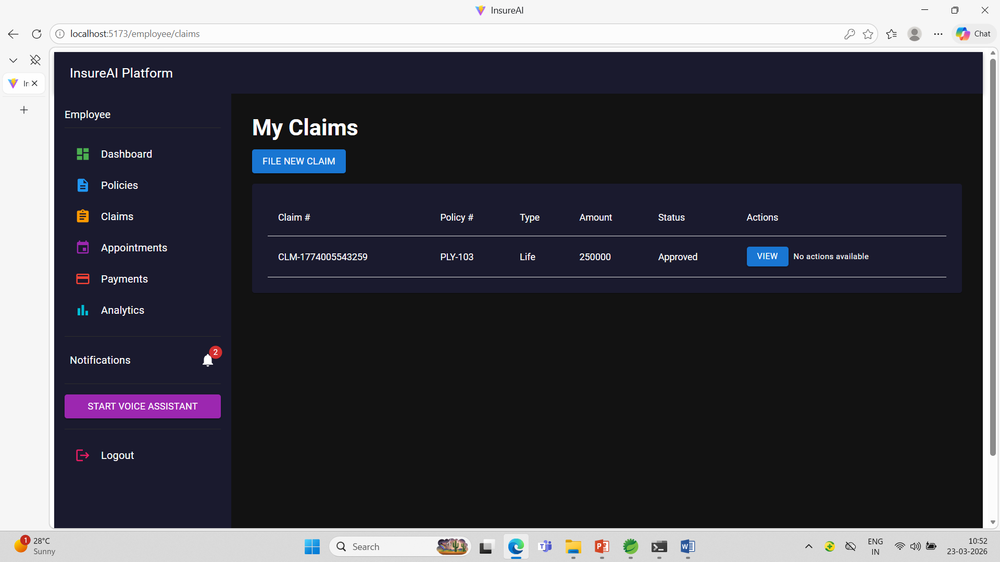 InsureAI
localhost:5173/employee/claims
Chat
InsureAI Platform
Employee
Dashboard
Policies
Claims
Appointments
Payments
Analytics
Notifications
2
START VOICE ASSISTANT
Logout
My Claims
FILE NEW CLAIM
Claim # Policy # Type Amount Status Actions
CLM-1774005543259 PLY-103 Life 250000 Approved VIEW No actions available
1
28°C
Sunny
Search
ENG
IN
10:52
23-03-2026